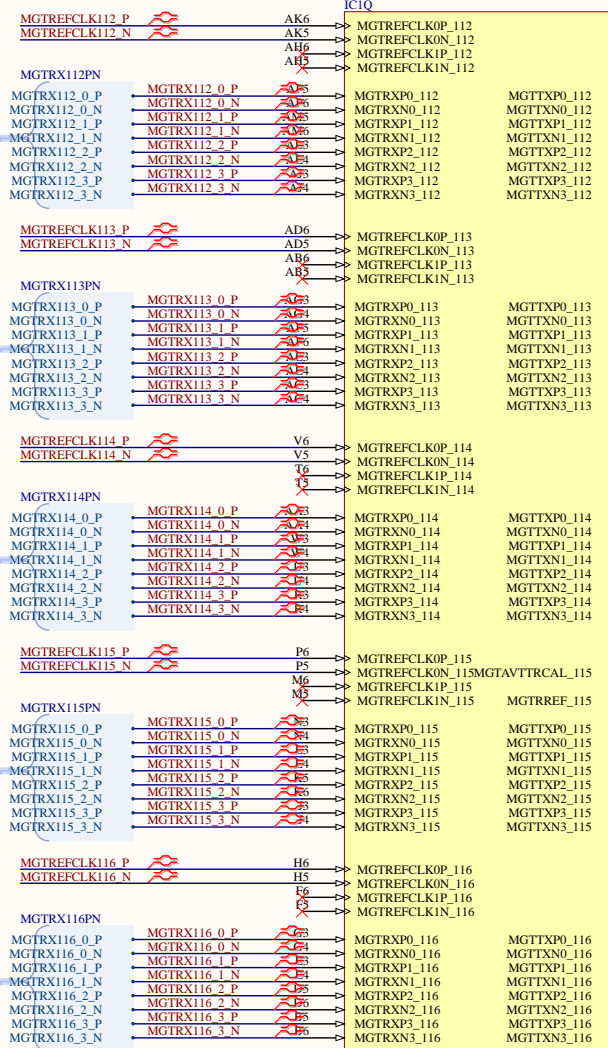 IC1Q
MGTREFCLK112_P AK6 MGTREFCLK0P_112
MGTREFCLK112_N AK5 MGTREFCLK0N_112
AH6 MGTREFCLK1P_112
AH5 MGTREFCLK1N_112
MGTRX112PN
MGTRX112_0_P MGTRX112_0_P MGTRXP0_112 MGTTXP0_112
MGTRX112_0_N MGTRX112_0_N MGTRXN0_112 MGTTXN0_112
MGTRX112_1_P MGTRX112_1_P MGTRXP1_112 MGTTXP1_112
MGTRX112_1_N MGTRX112_1_N MGTRXN1_112 MGTTXN1_112
MGTRX112_2_P MGTRX112_2_P MGTRXP2_112 MGTTXP2_112
MGTRX112_2_N MGTRX112_2_N MGTRXN2_112 MGTTXN2_112
MGTRX112_3_P MGTRX112_3_P MGTRXP3_112 MGTTXP3_112
MGTRX112_3_N MGTRX112_3_N MGTRXN3_112 MGTTXN3_112
MGTREFCLK113_P AD6 MGTREFCLK0P_113
MGTREFCLK113_N AD5 MGTREFCLK0N_113
AB6 MGTREFCLK1P_113
AB5 MGTREFCLK1N_113
MGTRX113PN
MGTRX113_0_P MGTRX113_0_P MGTRXP0_113 MGTTXP0_113
MGTRX113_0_N MGTRX113_0_N MGTRXN0_113 MGTTXN0_113
MGTRX113_1_P MGTRX113_1_P MGTRXP1_113 MGTTXP1_113
MGTRX113_1_N MGTRX113_1_N MGTRXN1_113 MGTTXN1_113
MGTRX113_2_P MGTRX113_2_P MGTRXP2_113 MGTTXP2_113
MGTRX113_2_N MGTRX113_2_N MGTRXN2_113 MGTTXN2_113
MGTRX113_3_P MGTRX113_3_P MGTRXP3_113 MGTTXP3_113
MGTRX113_3_N MGTRX113_3_N MGTRXN3_113 MGTTXN3_113
MGTREFCLK114_P V6 MGTREFCLK0P_114
MGTREFCLK114_N V5 MGTREFCLK0N_114
T6 MGTREFCLK1P_114
T5 MGTREFCLK1N_114
MGTRX114PN
MGTRX114_0_P MGTRX114_0_P MGTRXP0_114 MGTTXP0_114
MGTRX114_0_N MGTRX114_0_N MGTRXN0_114 MGTTXN0_114
MGTRX114_1_P MGTRX114_1_P MGTRXP1_114 MGTTXP1_114
MGTRX114_1_N MGTRX114_1_N MGTRXN1_114 MGTTXN1_114
MGTRX114_2_P MGTRX114_2_P MGTRXP2_114 MGTTXP2_114
MGTRX114_2_N MGTRX114_2_N MGTRXN2_114 MGTTXN2_114
MGTRX114_3_P MGTRX114_3_P MGTRXP3_114 MGTTXP3_114
MGTRX114_3_N MGTRX114_3_N MGTRXN3_114 MGTTXN3_114
MGTREFCLK115_P P6 MGTREFCLK0P_115
MGTREFCLK115_N P5 MGTREFCLK0N_115 MGTAVTTRCAL_115
M6 MGTREFCLK1P_115
M5 MGTREFCLK1N_115 MGTRREF_115
MGTRX115PN
MGTRX115_0_P MGTRX115_0_P MGTRXP0_115 MGTTXP0_115
MGTRX115_0_N MGTRX115_0_N MGTRXN0_115 MGTTXN0_115
MGTRX115_1_P MGTRX115_1_P MGTRXP1_115 MGTTXP1_115
MGTRX115_1_N MGTRX115_1_N MGTRXN1_115 MGTTXN1_115
MGTRX115_2_P MGTRX115_2_P MGTRXP2_115 MGTTXP2_115
MGTRX115_2_N MGTRX115_2_N MGTRXN2_115 MGTTXN2_115
MGTRX115_3_P MGTRX115_3_P MGTRXP3_115 MGTTXP3_115
MGTRX115_3_N MGTRX115_3_N MGTRXN3_115 MGTTXN3_115
MGTREFCLK116_P H6 MGTREFCLK0P_116
MGTREFCLK116_N H5 MGTREFCLK0N_116
F6 MGTREFCLK1P_116
F5 MGTREFCLK1N_116
MGTRX116PN
MGTRX116_0_P MGTRX116_0_P MGTRXP0_116 MGTTXP0_116
MGTRX116_0_N MGTRX116_0_N MGTRXN0_116 MGTTXN0_116
MGTRX116_1_P MGTRX116_1_P MGTRXP1_116 MGTTXP1_116
MGTRX116_1_N MGTRX116_1_N MGTRXN1_116 MGTTXN1_116
MGTRX116_2_P MGTRX116_2_P MGTRXP2_116 MGTTXP2_116
MGTRX116_2_N MGTRX116_2_N MGTRXN2_116 MGTTXN2_116
MGTRX116_3_P MGTRX116_3_P MGTRXP3_116 MGTTXP3_116
MGTRX116_3_N MGTRX116_3_N MGTRXN3_116 MGTTXN3_116